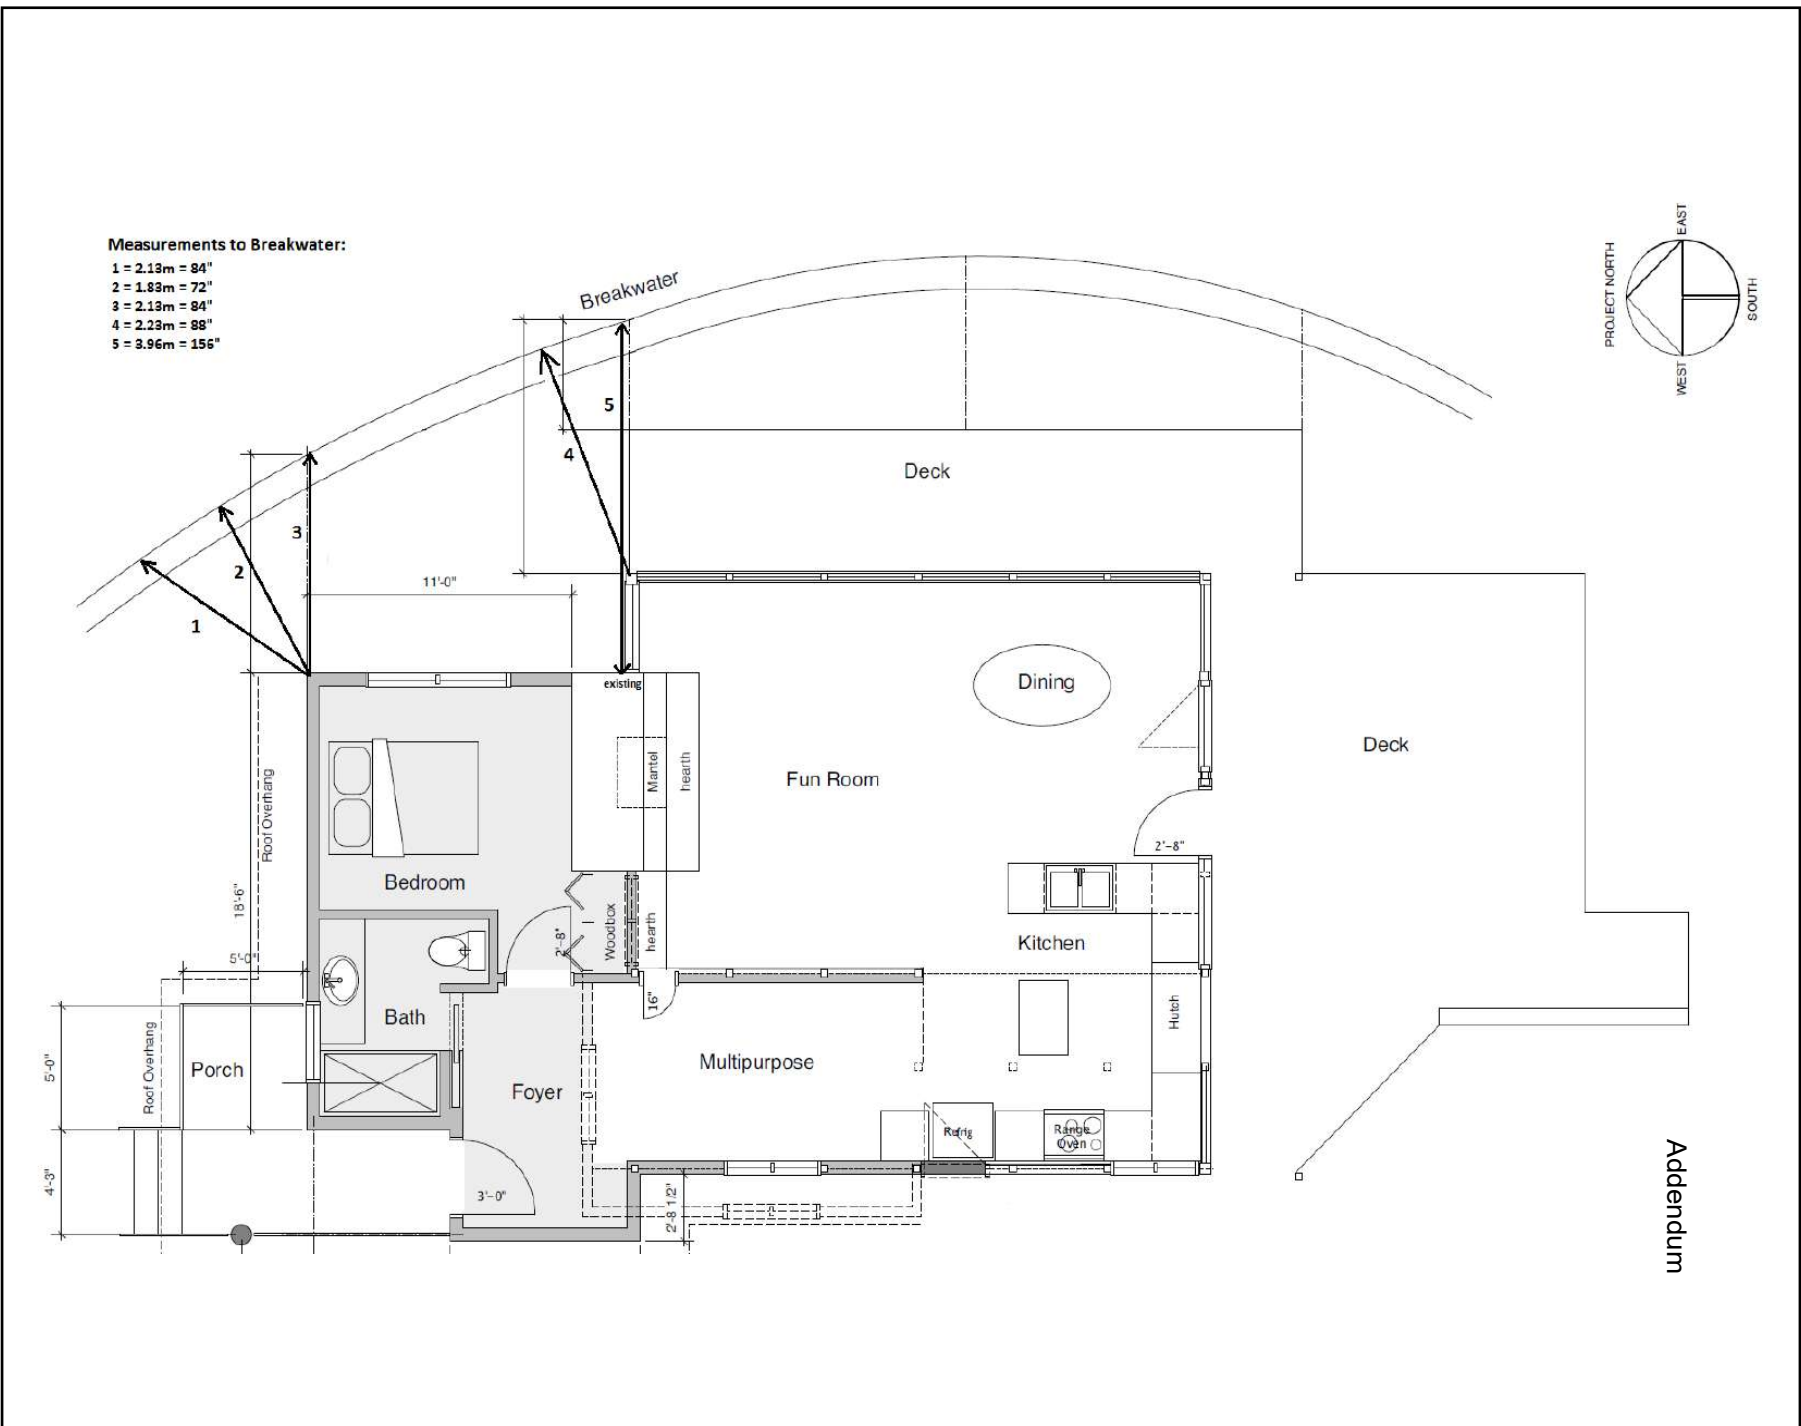 Measurements to Breakwater:
1 = 2.13m = 84"
2 = 1.83m = 72"
3 = 2.13m = 84"
4 = 2.23m = 88"
5 = 3.96m = 156"
Breakwater
EAST
PROJECT NORTH
SOUTH
WEST
5
4
3
2
1
Deck
11'-0"
existing
Dining
Mantel
hearth
Fun Room
Deck
Roof Overhang
2'-8"
Bedroom
18'-6"
Woodbox
hearth
2'-8"
Kitchen
5'-0"
16"
Hutch
Bath
Roof Overhang
Porch
5'-0"
Multipurpose
Foyer
Refrig
Range
Oven
4'-3"
3'-0"
2'-8 1/2"
Addendum